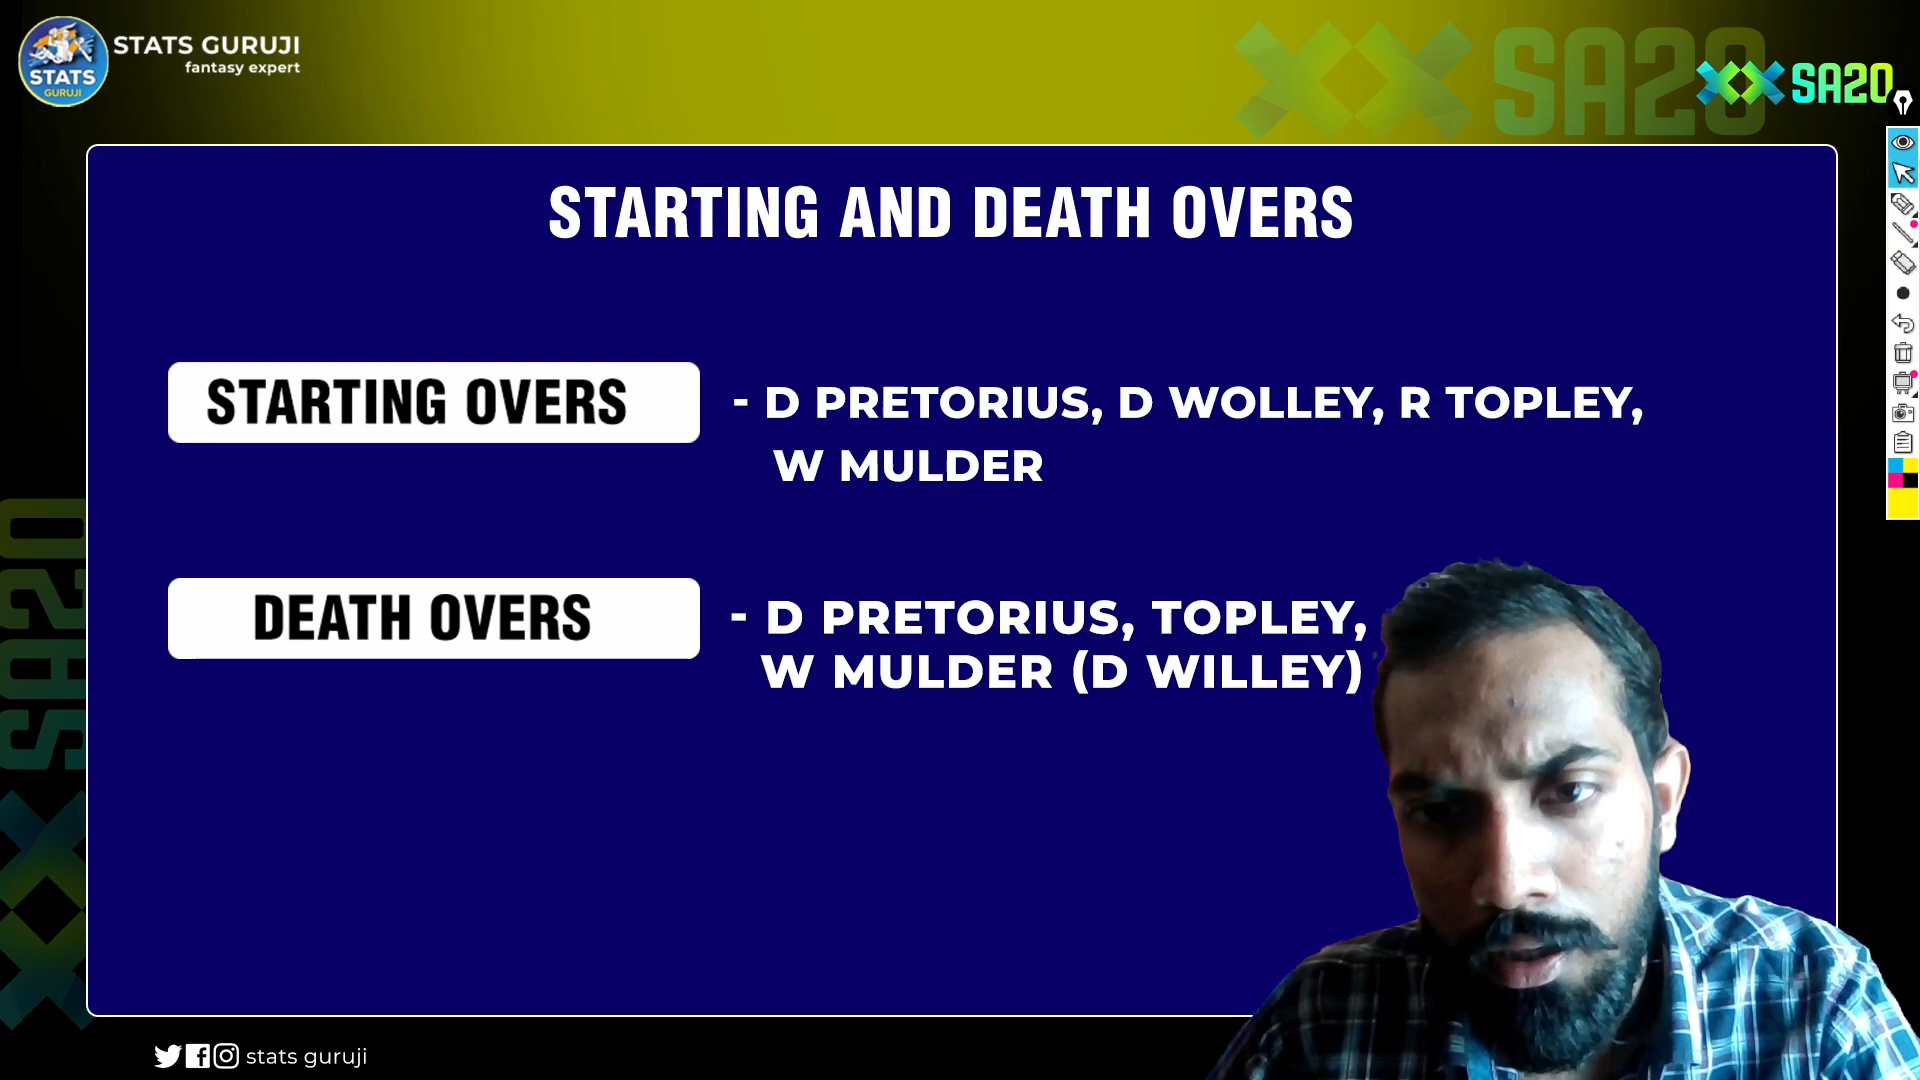 STATS GURUJI
fantasy expert
STATS
GURUJI
SA20
SA20
STARTING AND DEATH OVERS
STARTING OVERS
- D PRETORIUS, D WOLLEY, R TOPLEY,
W MULDER
DEATH OVERS
- D PRETORIUS, TOPLEY,
W MULDER (D WILLEY)
SA20
stats guruji